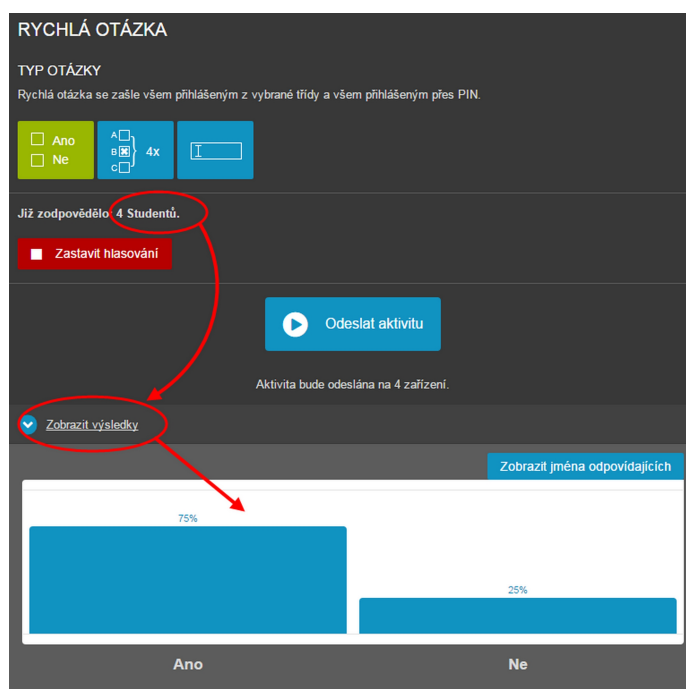 RYCHLÁ OTÁZKA
TYP OTÁZKY
Rychlá otázka se zašle všem přihlášeným z vybrané třídy a všem přihlášeným přes PIN.
Ano
Ne
A
B
C
4x
Již zodpovědělo: 4 Studentů.
Zastavit hlasování
Odeslat aktivitu
Aktivita bude odeslána na 4 zařízení.
Zobrazit výsledky
Zobrazit jména odpovídajících
75%
25%
Ano
Ne